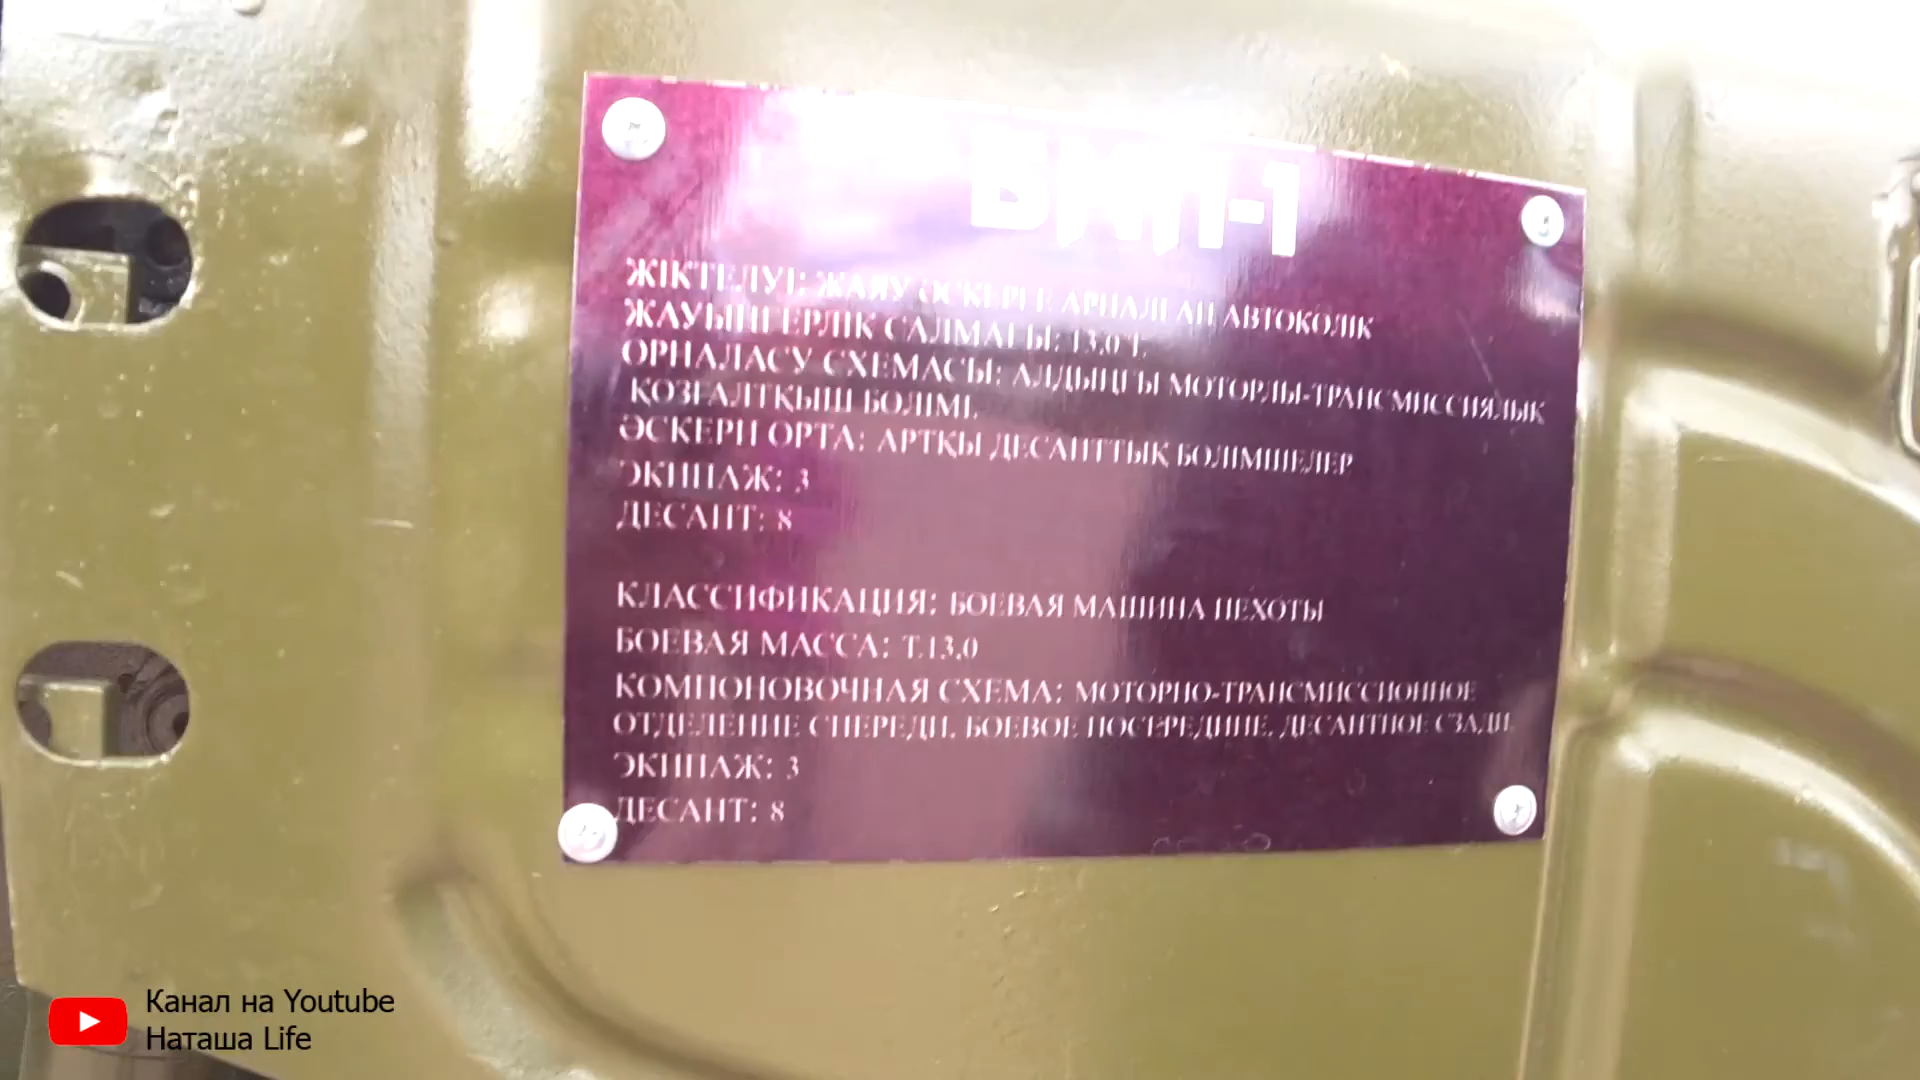 БМП-1
ЖІКТЕЛУІ: ЖАЯУ ӘСКЕРГЕ АРНАЛҒАН АВТОКӨЛІК
ЖАУЫНГЕРЛІК САЛМАҒЫ: 13,0 Т.
ОРНАЛАСУ СХЕМАСЫ: АЛДЫҢҒЫ МОТОРЛЫ-ТРАНСМИССИЯЛЫҚ
ҚОЗҒАЛТҚЫШ БӨЛІМІ,
ӘСКЕРИ ОРТА: АРТҚЫ ДЕСАНТТЫҚ БӨЛІМШЕЛЕР
ЭКИПАЖ: 3
ДЕСАНТ: 8
КЛАССИФИКАЦИЯ: БОЕВАЯ МАШИНА ПЕХОТЫ
БОЕВАЯ МАССА: Т.13,0
КОМПОНОВОЧНАЯ СХЕМА: МОТОРНО-ТРАНСМИССИОННОЕ
ОТДЕЛЕНИЕ СПЕРЕДИ, БОЕВОЕ ПОСЕРЕДИНЕ, ДЕСАНТНОЕ СЗАДИ
ЭКИПАЖ: 3
ДЕСАНТ: 8
Канал на Youtube
Наташа Life